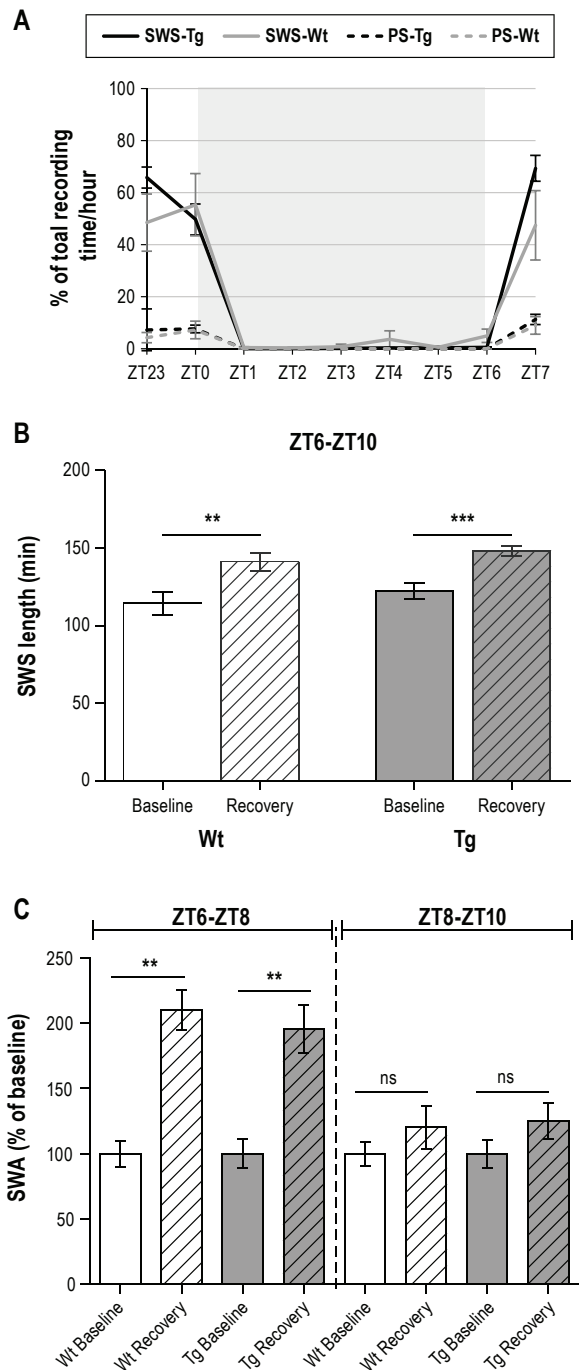 A
SWS-Tg SWS-Wt PS-Tg PS-Wt
% of toal recording
time/hour
100
80
60
40
20
0
ZT23 ZT0 ZT1 ZT2 ZT3 ZT4 ZT5 ZT6 ZT7
B
ZT6-ZT10
SWS length (min)
200
150
100
50
0
** ***
Baseline Recovery Baseline Recovery
Wt Tg
C
ZT6-ZT8 ZT8-ZT10
SWA (% of baseline)
250
200
150
100
50
0
** ** ns ns
Wt Baseline Wt Recovery Tg Baseline Tg Recovery Wt Baseline Wt Recovery Tg Baseline Tg Recovery